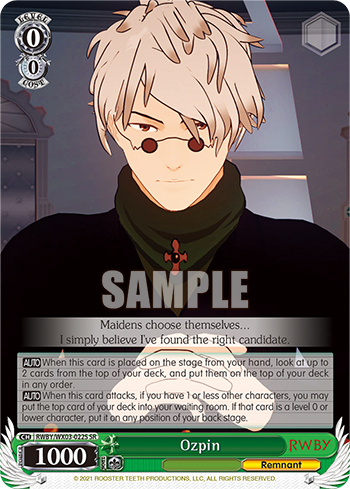 LEVEL
0
0
COST
SAMPLE
Maidens choose themselves...
I simply believe I've found the right candidate.
AUTO When this card is placed on the stage from your hand, look at up to
2 cards from the top of your deck, and put them on the top of your deck
in any order.
AUTO When this card attacks, if you have 1 or less other characters, you may
put the top card of your deck into your waiting room. If that card is a level 0 or
lower character, put it on any position of your back stage.
CH RWBY/WX03-022S SR
Ozpin
RWBY
POWER
1000
Remnant
© 2021 ROOSTER TEETH PRODUCTIONS, LLC, ALL RIGHTS RESERVED.